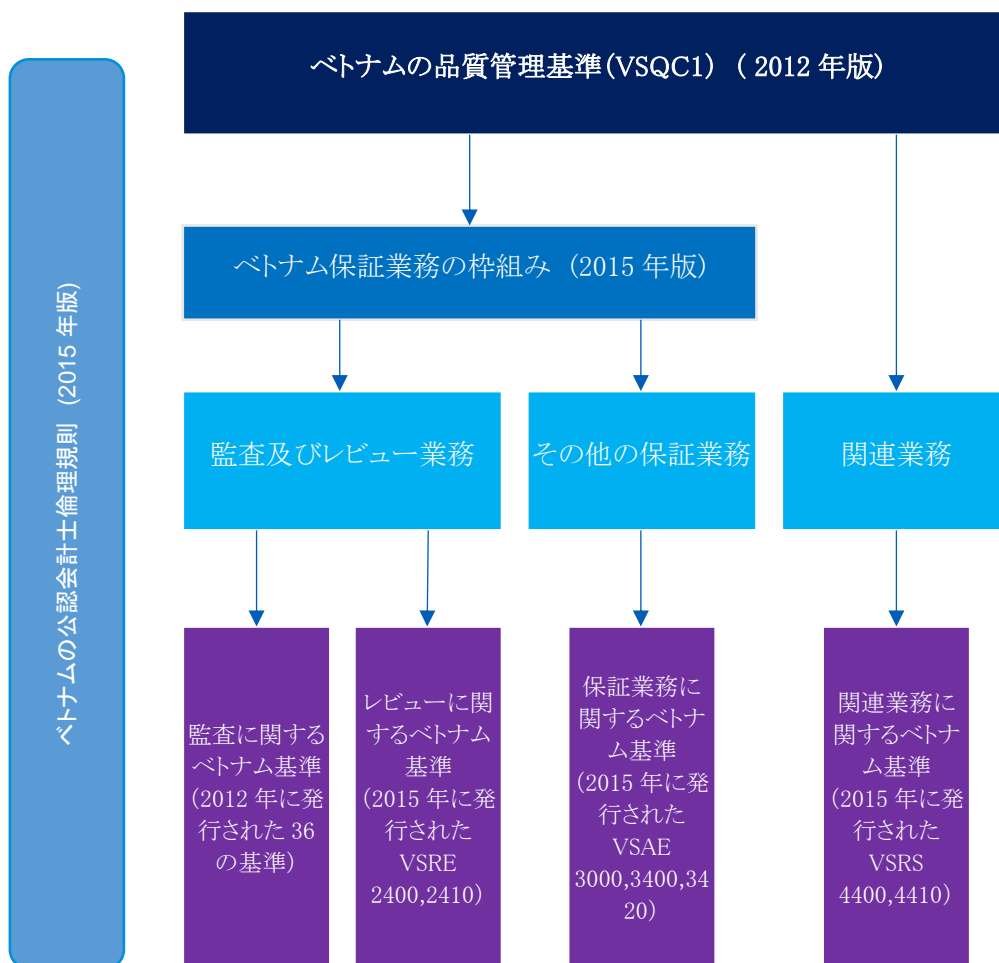 ベトナムの品質管理基準(VSQC1) ( 2012 年版)
ベトナムの公認会計士倫理規則 (2015 年版)
ベトナム保証業務の枠組み (2015 年版)
監査及びレビュー業務
その他の保証業務
関連業務
監査に関する
ベトナム基準
(2012 年に発
行された 36
の基準)
レビューに関
するベトナム
基準
(2015 年に発
行された
VSRE
2400,2410)
保証業務に
関するベトナ
ム基準
(2015 年に発
行された
VSAE
3000,3400,34
20)
関連業務に
関するベトナ
ム基準
(2015 年に発
行された
VSRS
4400,4410)